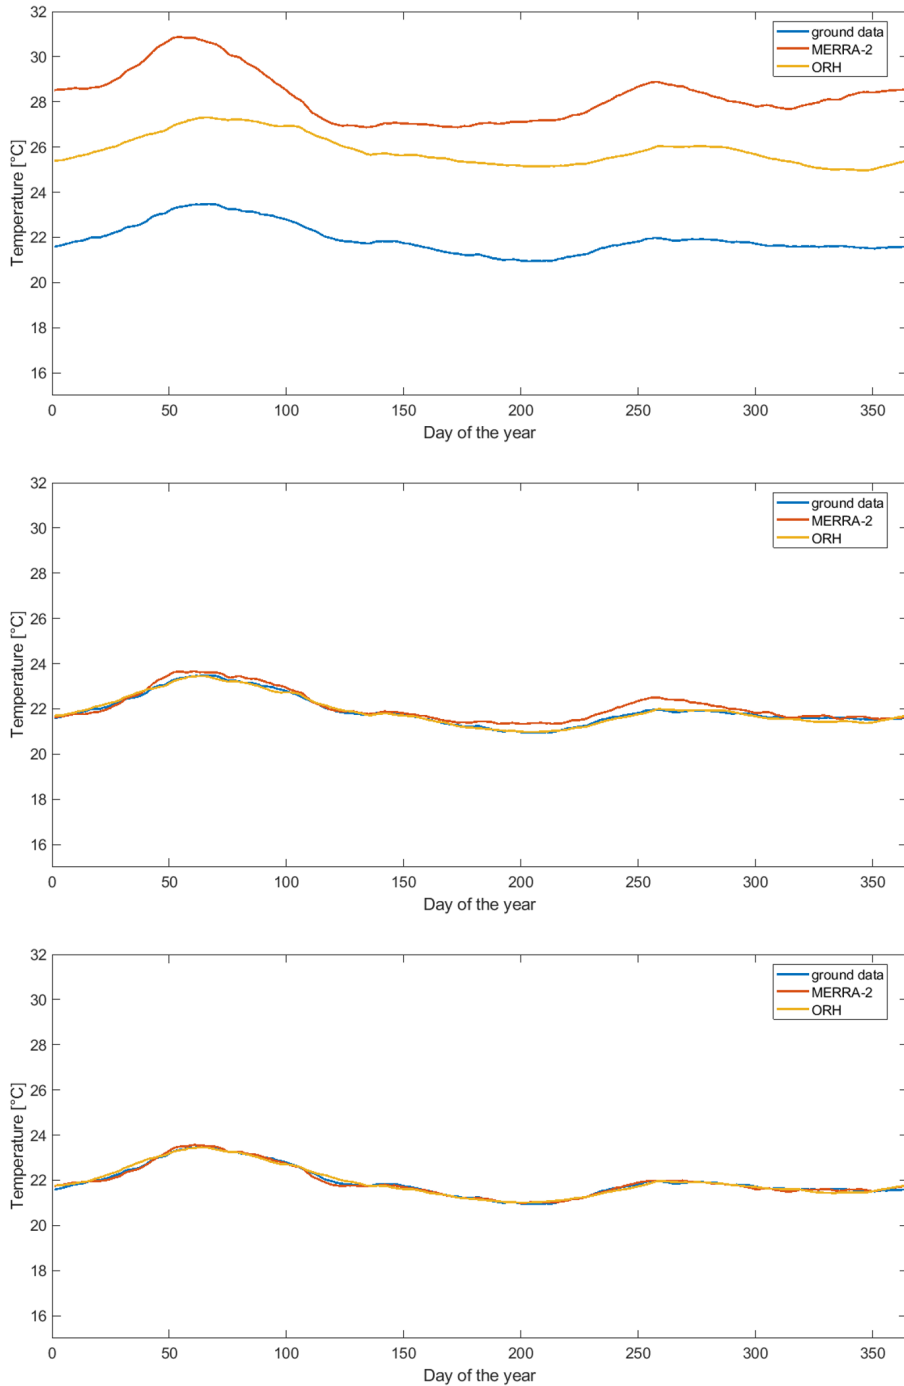 32
30
28
26
24
22
20
18
16
Temperature [°C]
ground data
MERRA-2
ORH
0 50 100 150 200 250 300 350
Day of the year
32
30
28
26
24
22
20
18
16
Temperature [°C]
ground data
MERRA-2
ORH
0 50 100 150 200 250 300 350
Day of the year
32
30
28
26
24
22
20
18
16
Temperature [°C]
ground data
MERRA-2
ORH
0 50 100 150 200 250 300 350
Day of the year